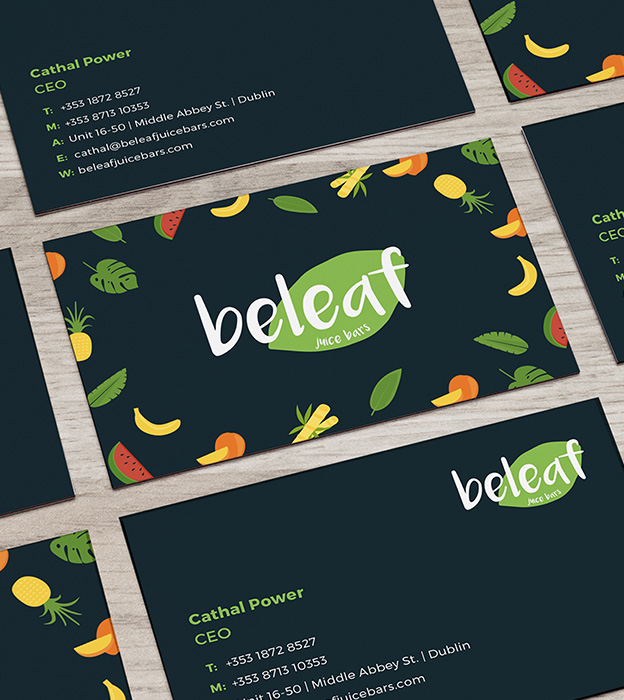 Cathal Power
CEO
T: +353 1872 8527
M: +353 8713 10353
A: Unit 16-50 | Middle Abbey St. | Dublin
E: cathal@beleafjuicebars.com
W: beleafjuicebars.com
Cathal
CEO
T:
M
beleaf
juice bars
beleaf
juice bars
Cathal Power
CEO
T: +353 1872 8527
M: +353 8713 10353
A: Unit 16-50 | Middle Abbey St. | Dublin